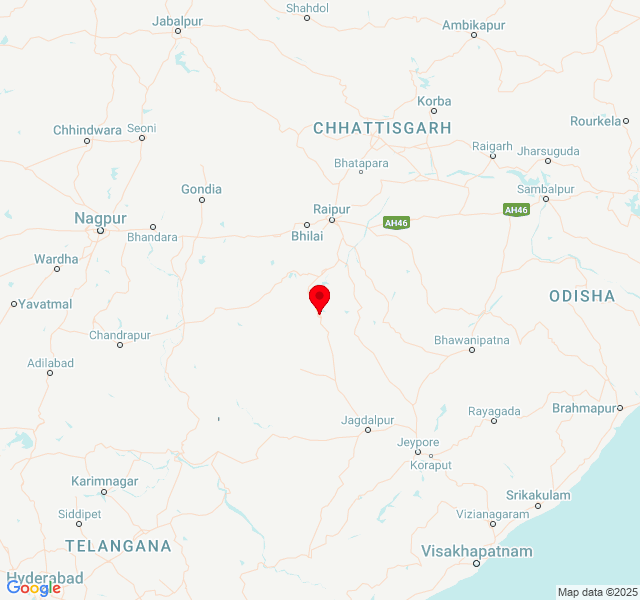 Shahdol
Jabalpur
Ambikapur
Korba
Chhindwara
Seoni
CHHATTISGARH
Rourkela
Raigarh
Jharsuguda
Bhatapara
Gondia
Sambalpur
Nagpur
Raipur
AH46
AH46
Bhandara
Bhilai
Wardha
Yavatmal
ODISHA
Chandrapur
Bhawanipatna
Adilabad
Jagdalpur
Rayagada
Brahmapur
Jeypore
Koraput
Karimnagar
Srikakulam
Siddipet
Vizianagaram
TELANGANA
Visakhapatnam
Hyderabad
Google
Map data ©2025